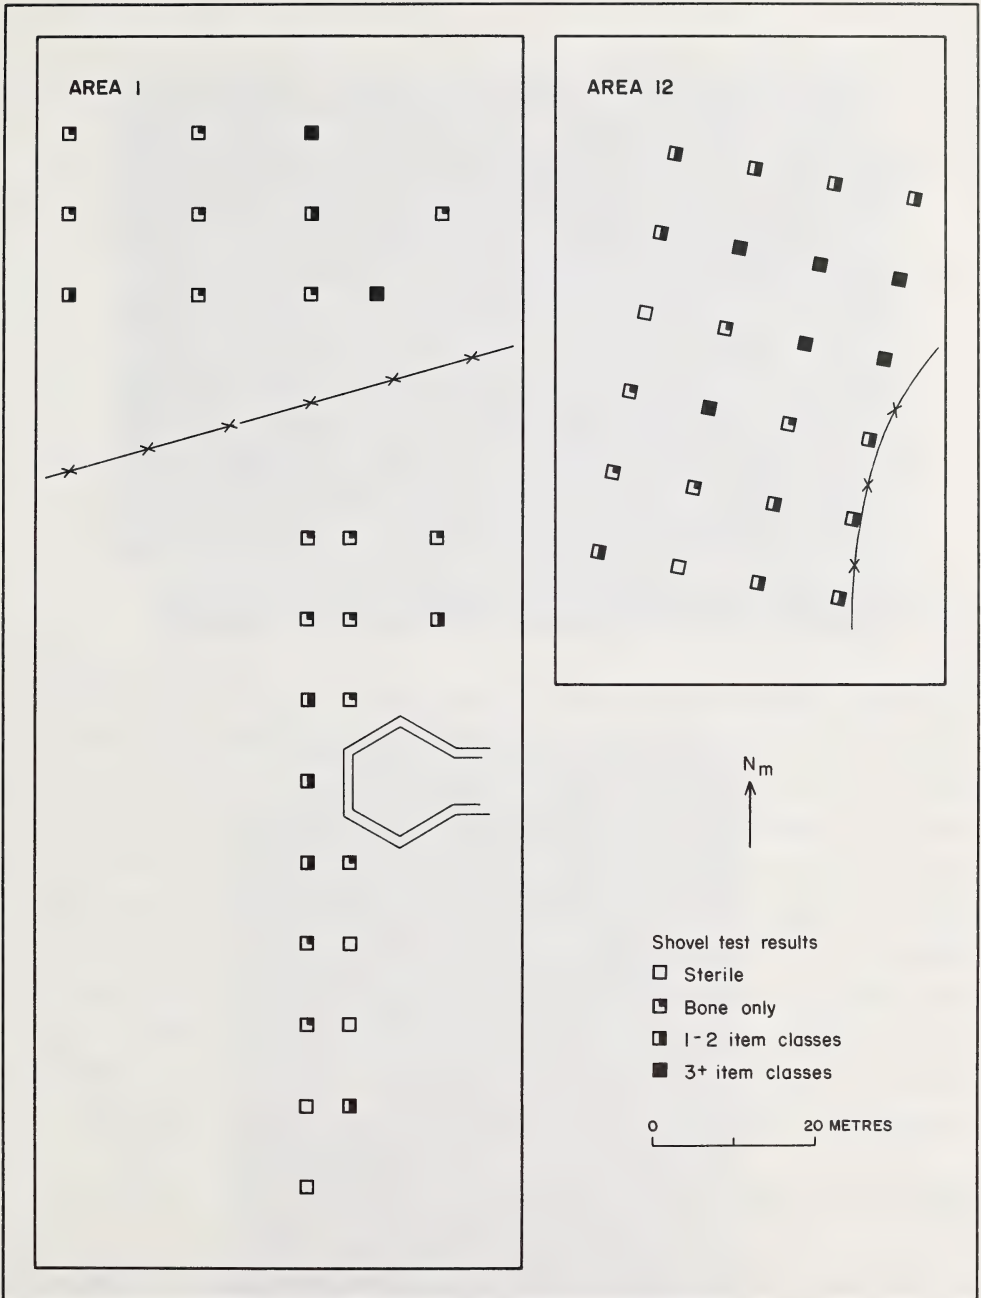 AREA 1
AREA 12
Nm
Shovel test results
Sterile
Bone only
1-2 item classes
3+ item classes
0 20 METRES